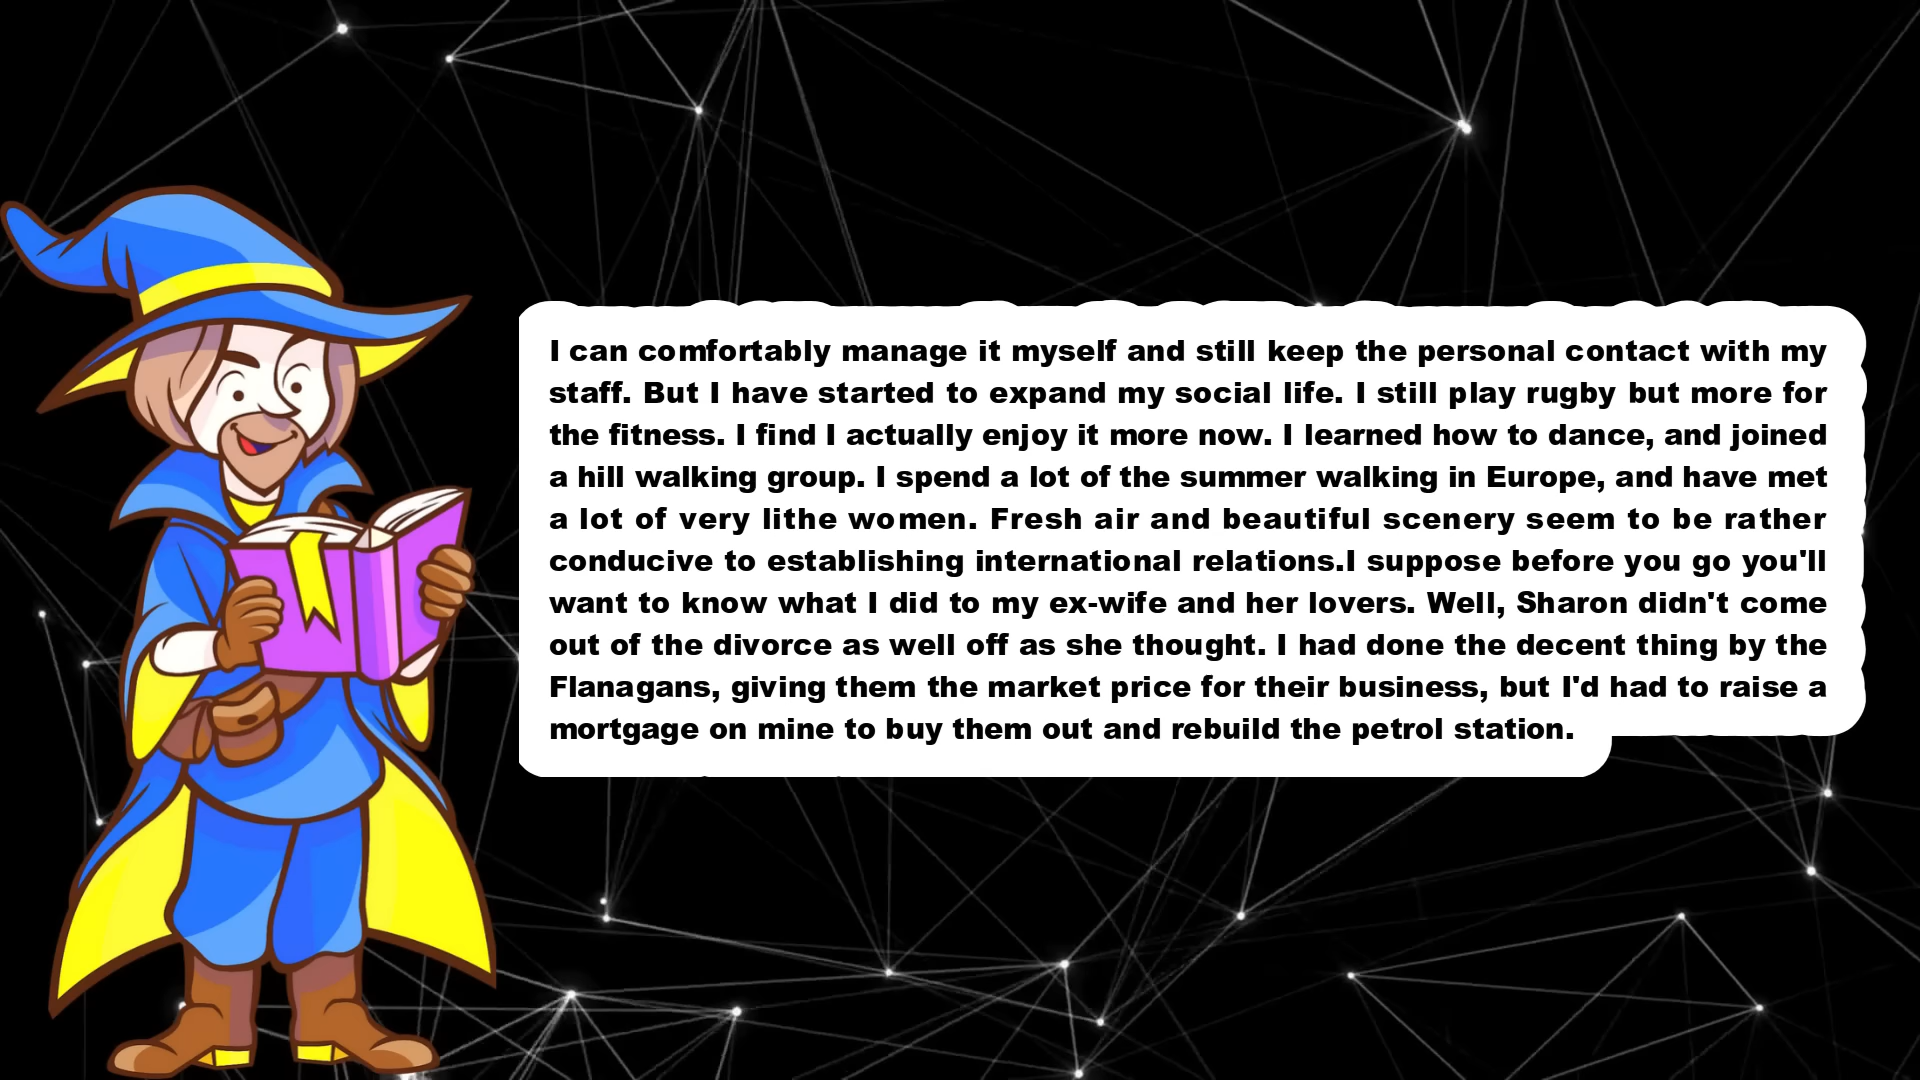 I can comfortably manage it myself and still keep the personal contact with my
staff. But I have started to expand my social life. I still play rugby but more for
the fitness. I find I actually enjoy it more now. I learned how to dance, and joined
a hill walking group. I spend a lot of the summer walking in Europe, and have met
a lot of very lithe women. Fresh air and beautiful scenery seem to be rather
conducive to establishing international relations.I suppose before you go you'll
want to know what I did to my ex-wife and her lovers. Well, Sharon didn't come
out of the divorce as well off as she thought. I had done the decent thing by the
Flanagans, giving them the market price for their business, but I'd had to raise a
mortgage on mine to buy them out and rebuild the petrol station.